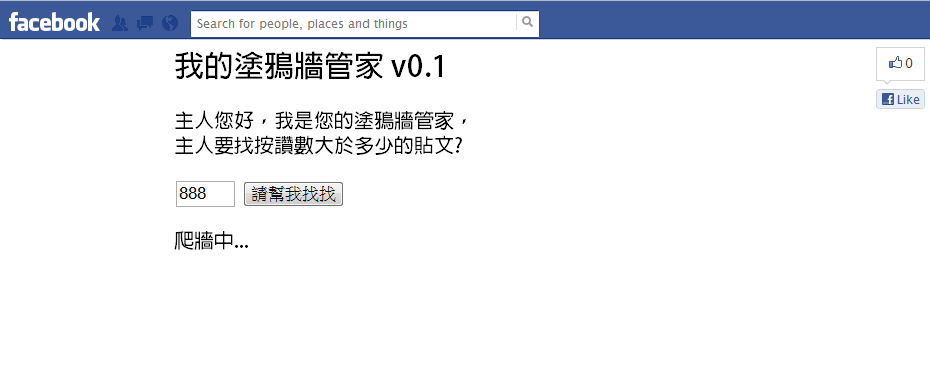 facebook
Search for people, places and things
我的塗鴉牆管家 v0.1
0
Like
主人您好，我是您的塗鴉牆管家，
主人要找按讚數大於多少的貼文?
888
請幫我找找
爬牆中...